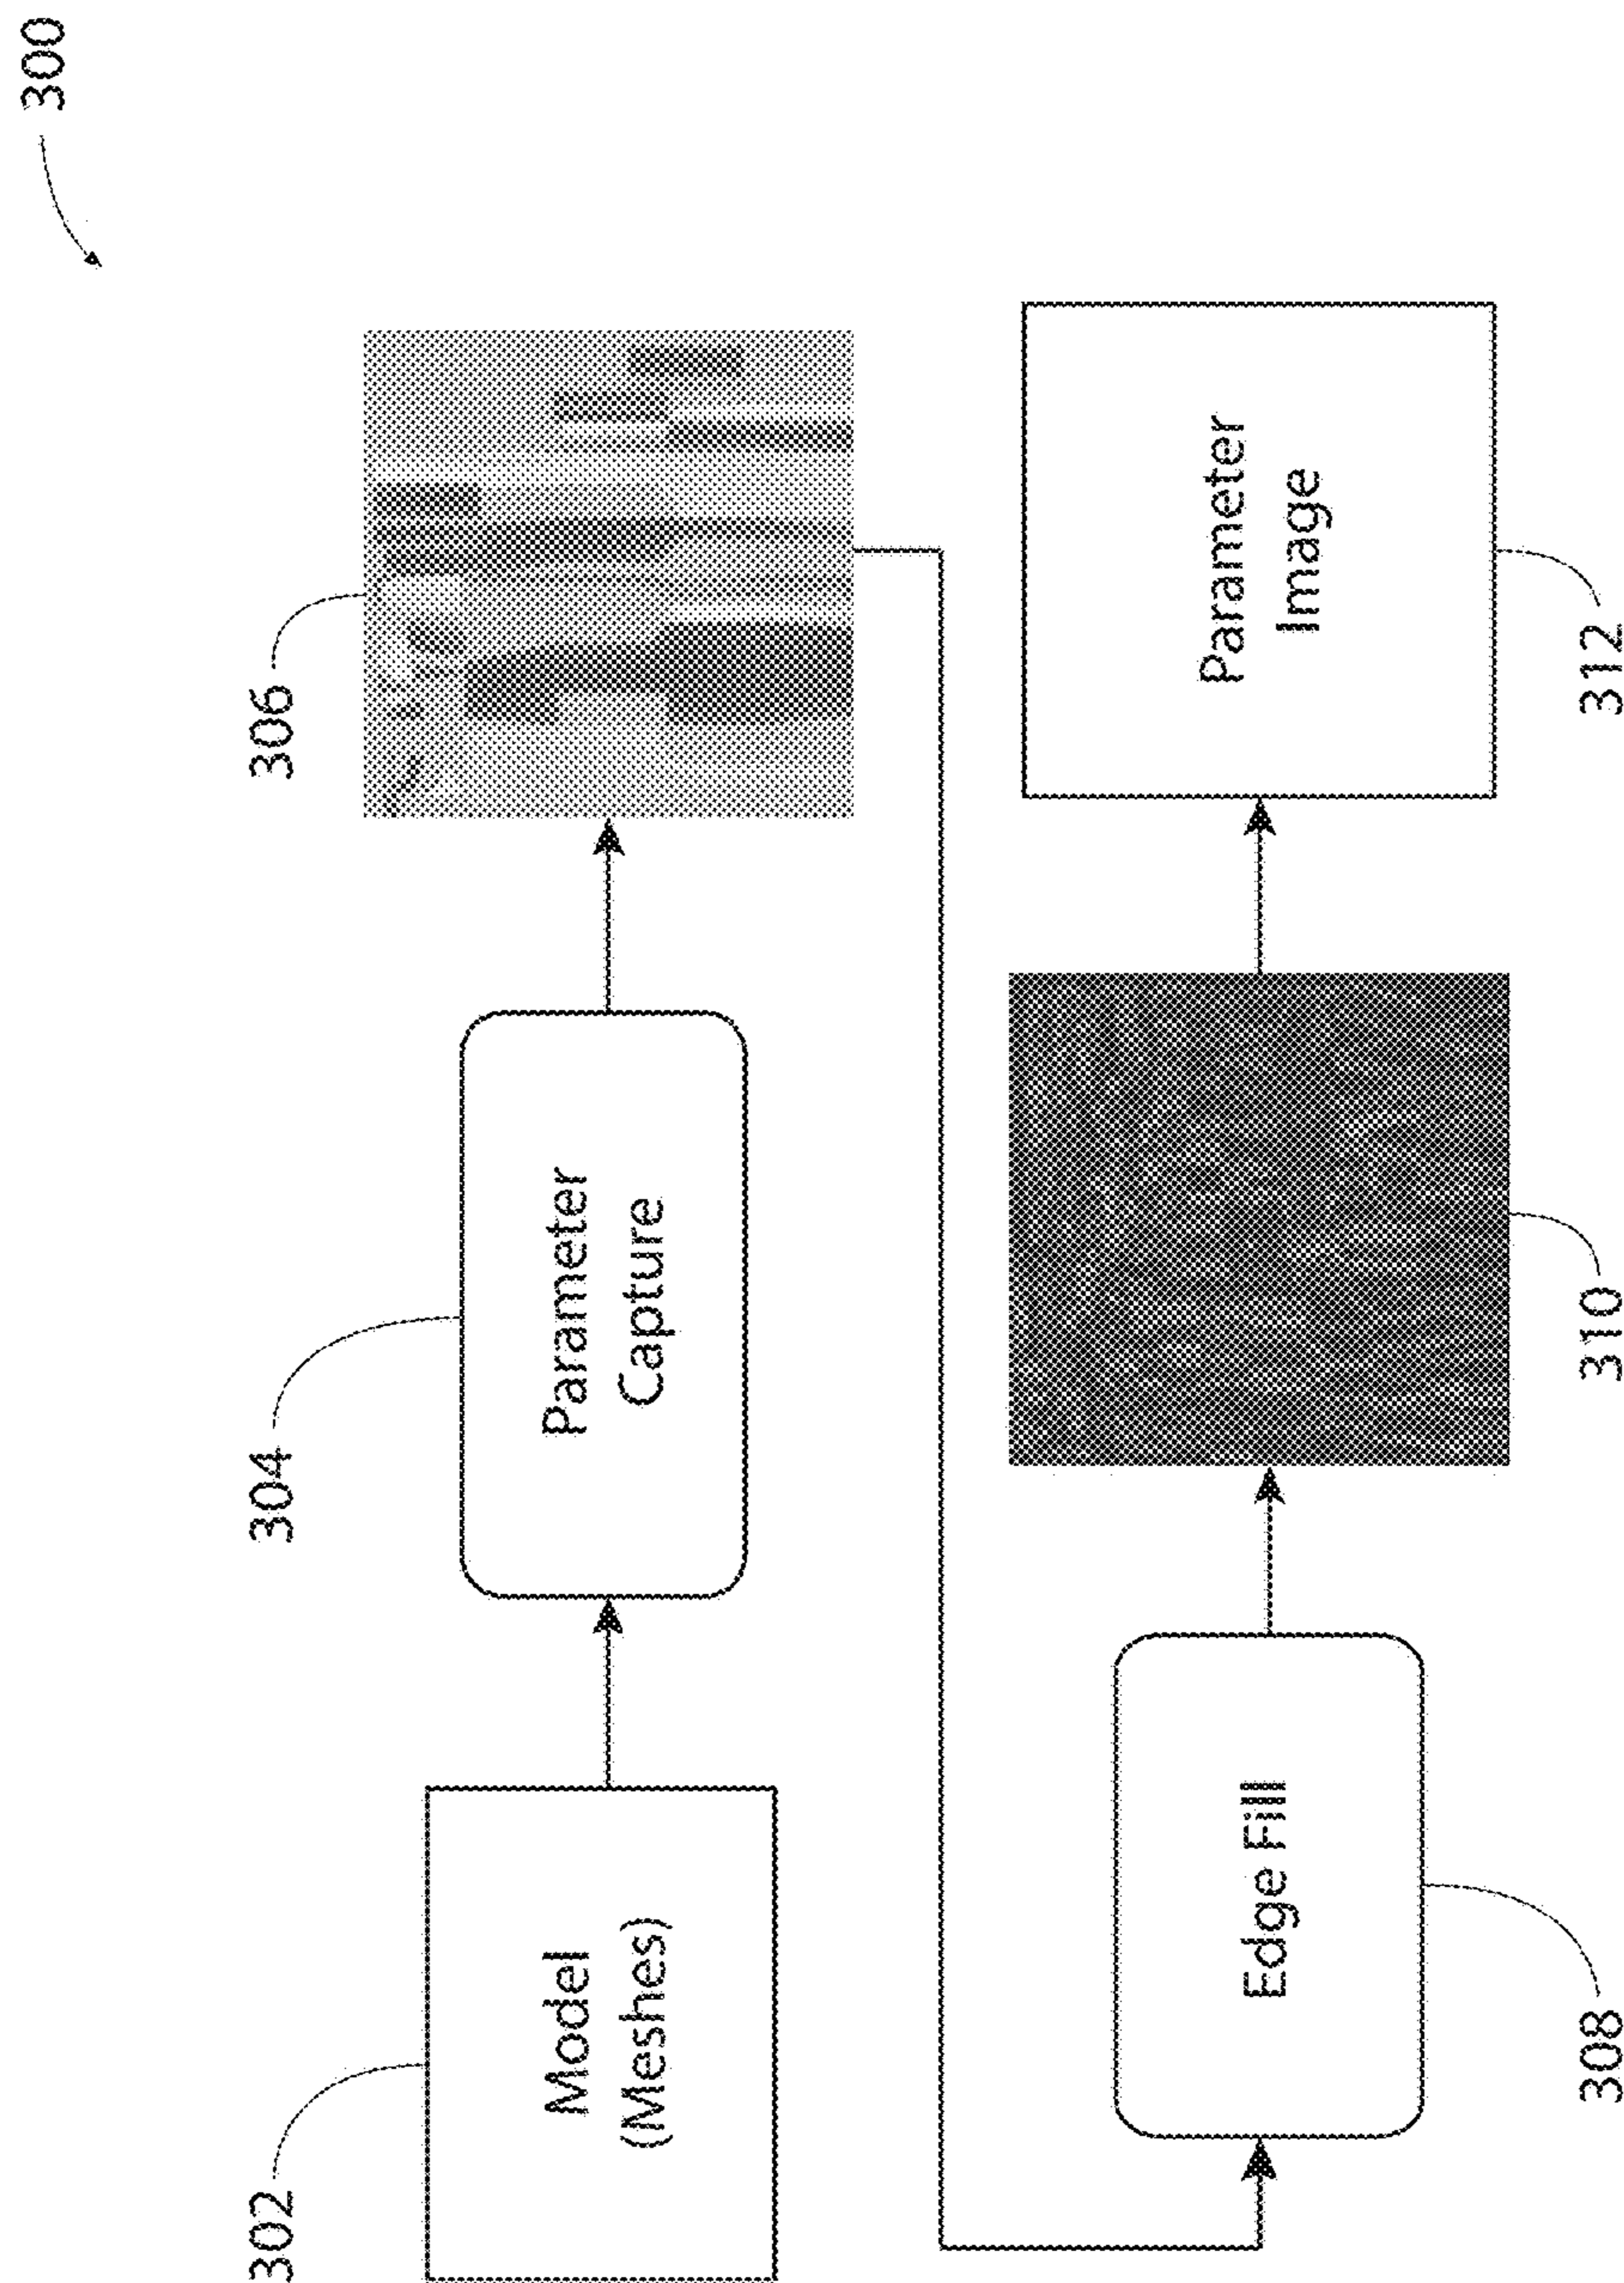 300
302
Model
(Meshes)
304
Parameter
Capture
306
308
Edge Fill
310
Parameter
Image
312